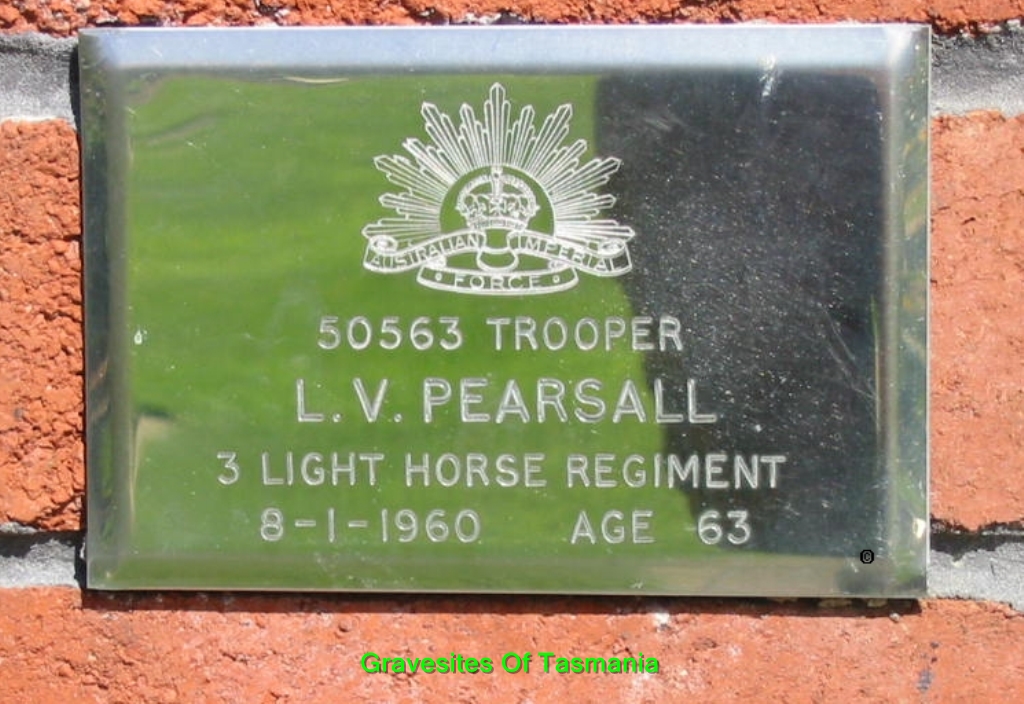 AUSTRALIAN IMPERIAL
FORCE
50563 TROOPER
L. V. PEARSALL
3 LIGHT HORSE REGIMENT
8-1-1960 AGE 63
©
Gravesites Of Tasmania